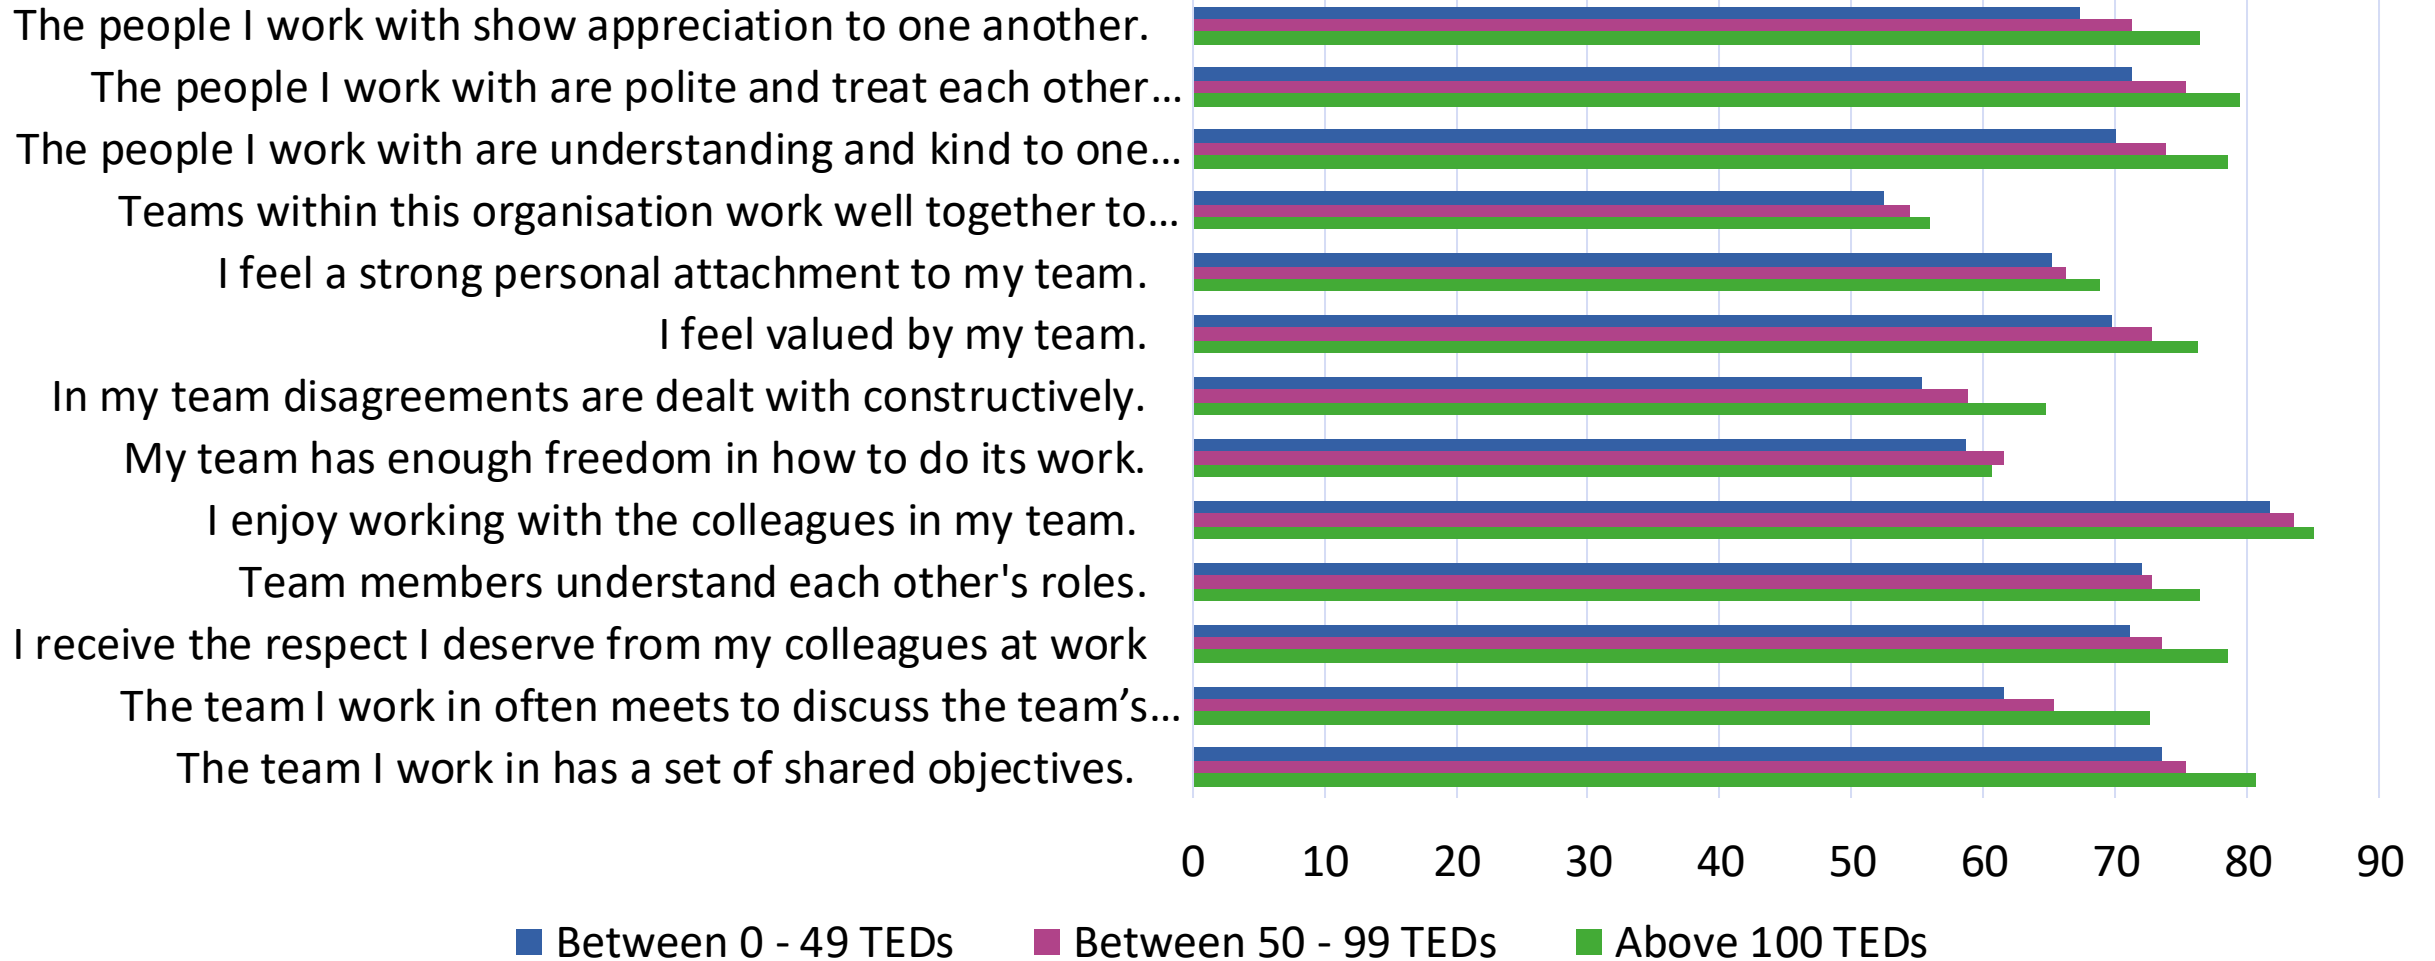 The people I work with show appreciation to one another.
The people I work with are polite and treat each other...
The people I work with are understanding and kind to one...
Teams within this organisation work well together to...
I feel a strong personal attachment to my team.
I feel valued by my team.
In my team disagreements are dealt with constructively.
My team has enough freedom in how to do its work.
I enjoy working with the colleagues in my team.
Team members understand each other's roles.
I receive the respect I deserve from my colleagues at work
The team I work in often meets to discuss the team’s...
The team I work in has a set of shared objectives.
0 10 20 30 40 50 60 70 80 90
Between 0 - 49 TEDs Between 50 - 99 TEDs Above 100 TEDs